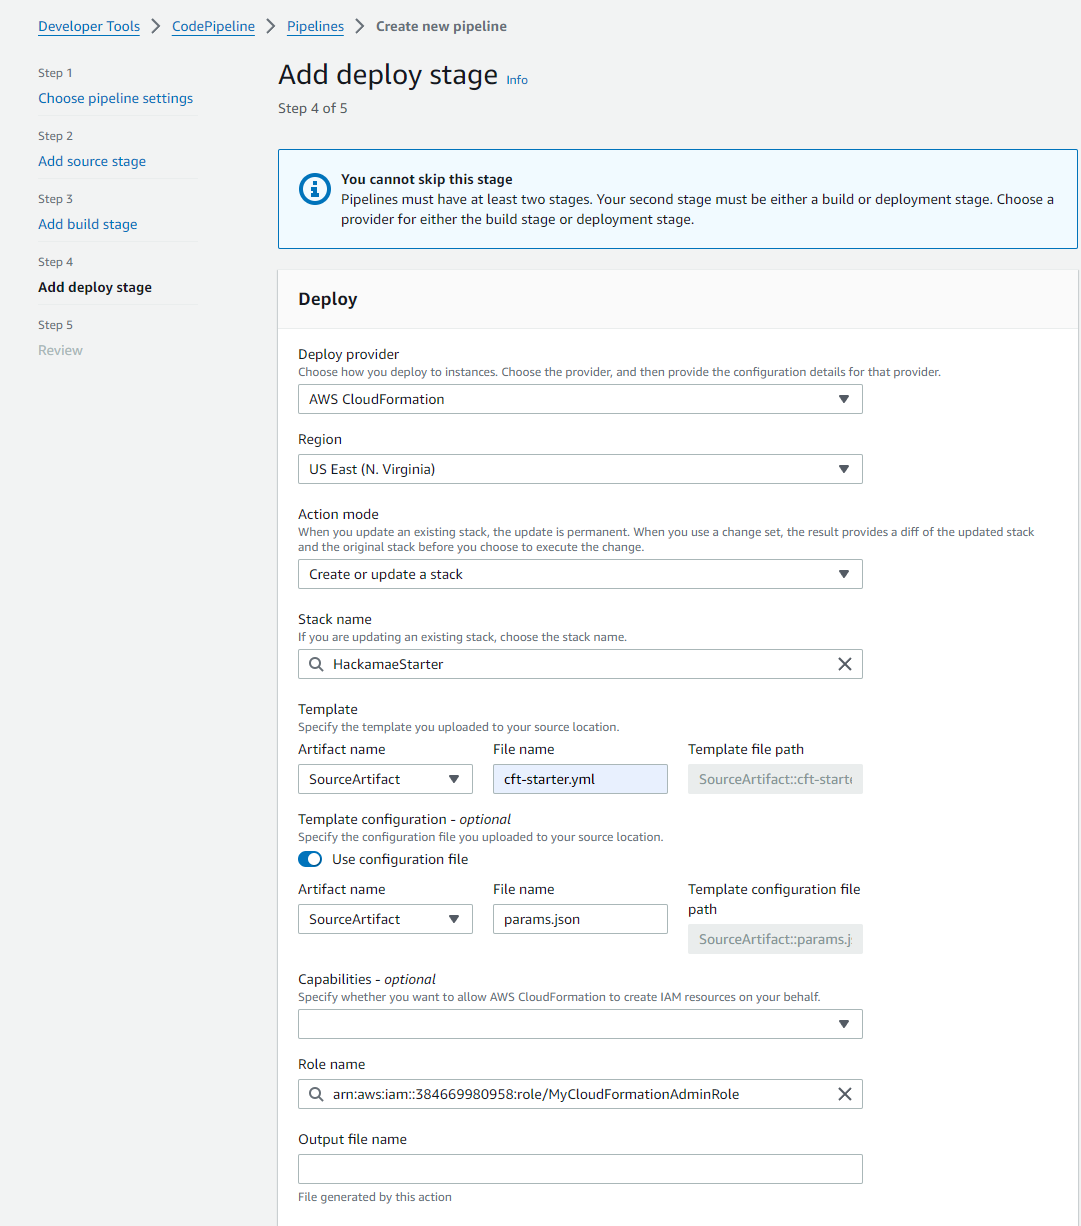 Developer Tools > CodePipeline > Pipelines > Create new pipeline
Step 1
Choose pipeline settings
Step 2
Add source stage
Step 3
Add build stage
Step 4
Add deploy stage
Step 5
Review
Add deploy stage Info
Step 4 of 5
You cannot skip this stage
Pipelines must have at least two stages. Your second stage must be either a build or deployment stage. Choose a
provider for either the build stage or deployment stage.
Deploy
Deploy provider
Choose how you deploy to instances. Choose the provider, and then provide the configuration details for that provider.
AWS CloudFormation
Region
US East (N. Virginia)
Action mode
When you update an existing stack, the update is permanent. When you use a change set, the result provides a diff of the updated stack
and the original stack before you choose to execute the change.
Create or update a stack
Stack name
If you are updating an existing stack, choose the stack name.
HackamaeStarter
Template
Specify the template you uploaded to your source location.
Artifact name File name Template file path
SourceArtifact cft-starter.yml SourceArtifact::cft-starte
Template configuration - optional
Specify the configuration file you uploaded to your source location.
Use configuration file
Artifact name File name Template configuration file
path
SourceArtifact params.json SourceArtifact::params.j
Capabilities - optional
Specify whether you want to allow AWS CloudFormation to create IAM resources on your behalf.
Role name
arn:aws:iam::384669980958:role/MyCloudFormationAdminRole
Output file name
File generated by this action